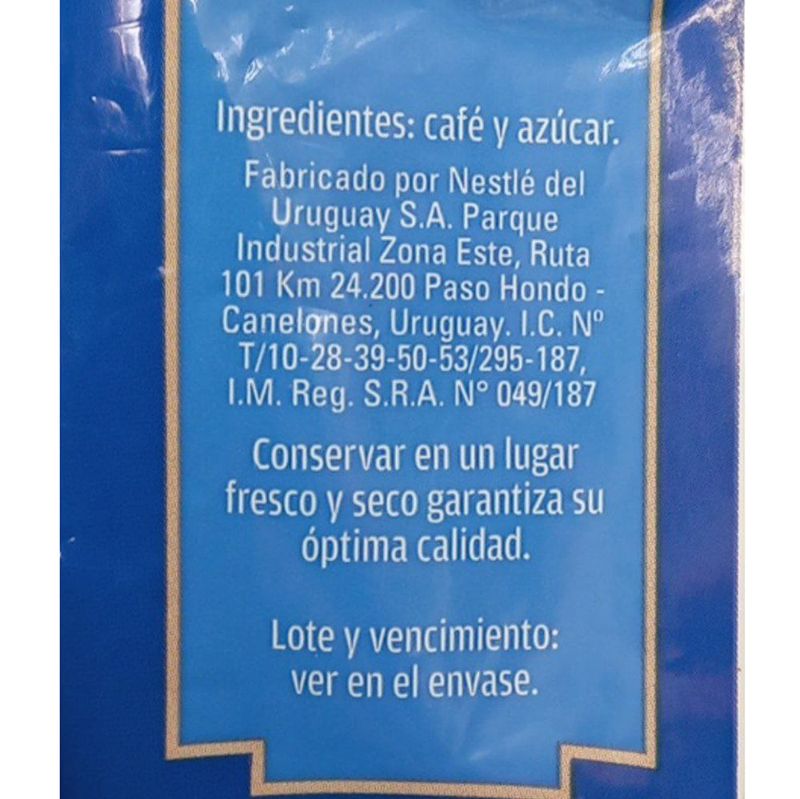 Ingredientes: café y azúcar.
Fabricado por Nestlé del
Uruguay S.A. Parque
Industrial Zona Este, Ruta
101 Km 24.200 Paso Hondo -
Canelones, Uruguay. I.C. Nº
T/10-28-39-50-53/295-187,
I.M. Reg. S.R.A. N° 049/187
Conservar en un lugar
fresco y seco garantiza su
óptima calidad.
Lote y vencimiento:
ver en el envase.